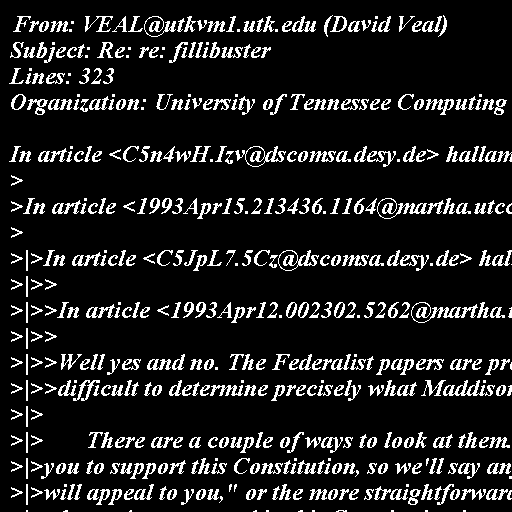 From: VEAL@utkvm1.utk.edu (David Veal)
Subject: Re: re: fillibuster
Lines: 323
Organization: University of Tennessee Computing
In article <C5n4wH.Izv@dscomsa.desy.de> hallam
>
>In article <1993Apr15.213436.1164@martha.utcc
>
>|>In article <C5JpL7.5Cz@dscomsa.desy.de> hal
>|>>
>|>>In article <1993Apr12.002302.5262@martha.
>|>>
>|>>Well yes and no. The Federalist papers are pr
>|>>difficult to determine precisely what Maddison
>|>
>|> There are a couple of ways to look at them.
>|>you to support this Constitution, so we'll say an
>|>will appeal to you," or the more straightforward